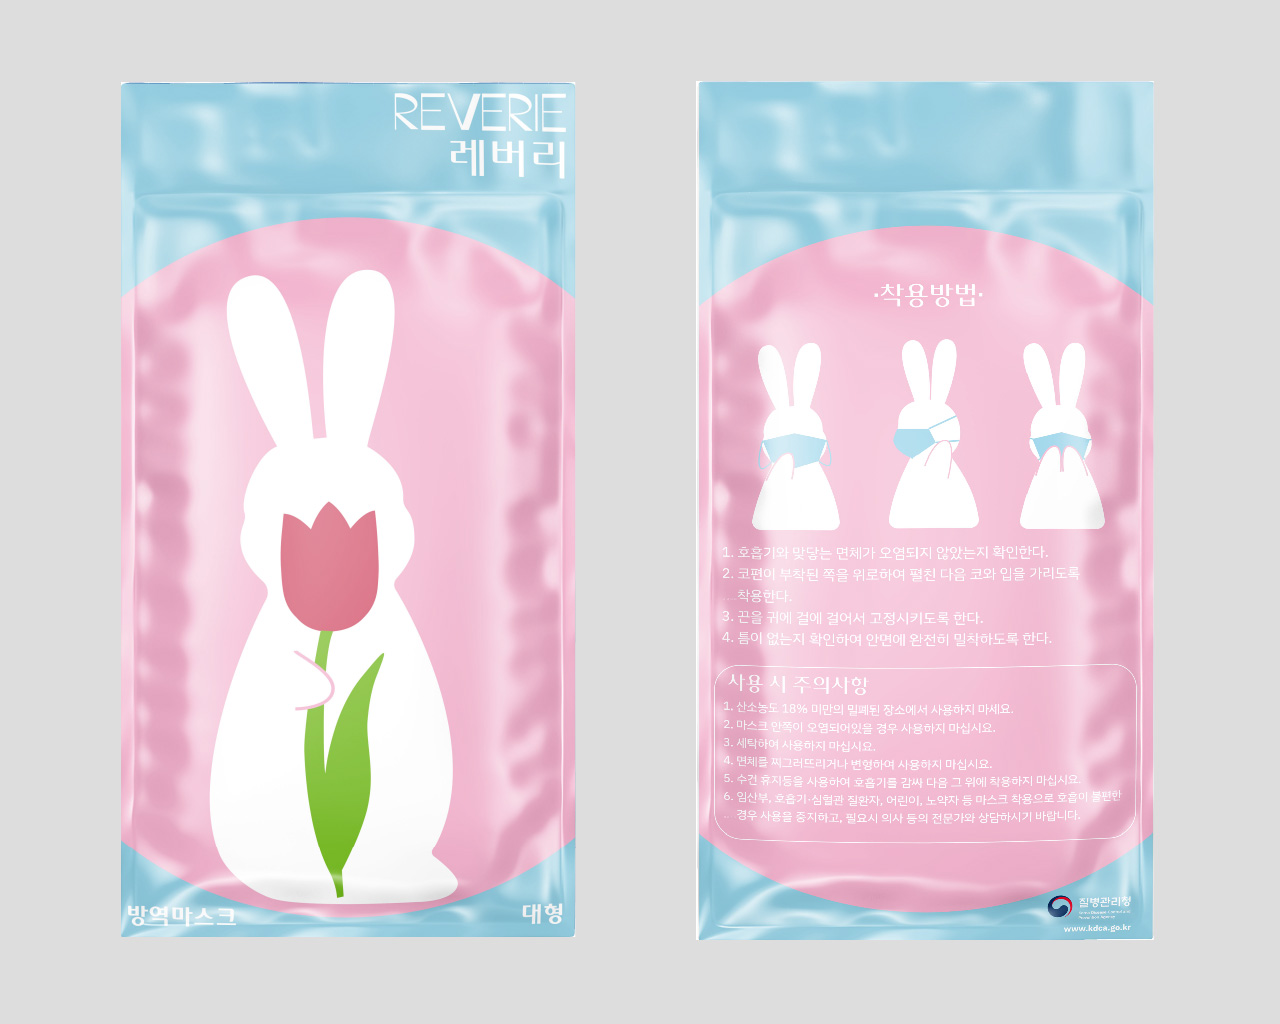 REVERIE
레버리
방역마스크
대형
·착용방법·
1. 호흡기와 맞닿는 면체가 오염되지 않았는지 확인한다.
2. 코편이 부착된 쪽을 위로하여 펼친 다음 코와 입을 가리도록
착용한다.
3. 끈을 귀에 걸에 걸어서 고정시키도록 한다.
4. 틈이 없는지 확인하여 안면에 완전히 밀착하도록 한다.
사용 시 주의사항
1. 산소농도 18% 미만의 밀폐된 장소에서 사용하지 마세요.
2. 마스크 안쪽이 오염되어있을 경우 사용하지 마십시요.
3. 세탁하여 사용하지 마십시요.
4. 면체를 찌그러뜨리거나 변형하여 사용하지 마십시요.
5. 수건 휴지등을 사용하여 호흡기를 감싸 다음 그 위에 착용하지 마십시요.
6. 임산부, 호흡기·심혈관 질환자, 어린이, 노약자 등 마스크 착용으로 호흡이 불편한
경우 사용을 중지하고, 필요시 의사 등의 전문가와 상담하시기 바랍니다.
질병관리청
Korea Disease Control and
Prevention Agency
www.kdca.go.kr